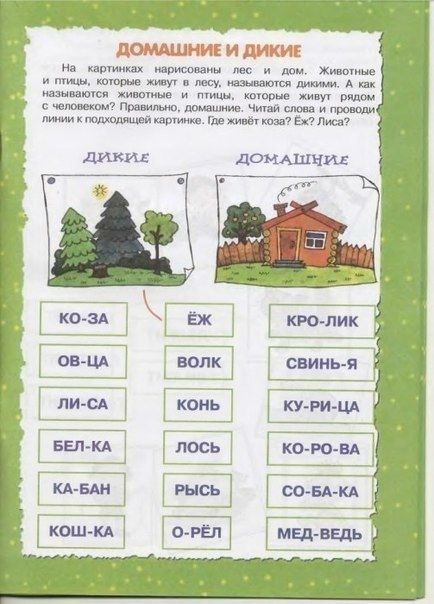 ДОМАШНИЕ И ДИКИЕ
На картинках нарисованы лес и дом. Животные
и птицы, которые живут в лесу, называются дикими. А как
называются животные и птицы, которые живут рядом
с человеком? Правильно, домашние. Читай слова и проводи
линии к подходящей картинке. Где живёт коза? Ёж? Лиса?
ДИКИЕ ДОМАШНИЕ
КО-ЗА ЁЖ КРО-ЛИК
ОВ-ЦА ВОЛК СВИНЬ-Я
ЛИ-СА КОНЬ КУ-РИ-ЦА
БЕЛ-КА ЛОСЬ КО-РО-ВА
КА-БАН РЫСЬ СО-БА-КА
КОШ-КА О-РЁЛ МЕД-ВЕДЬ